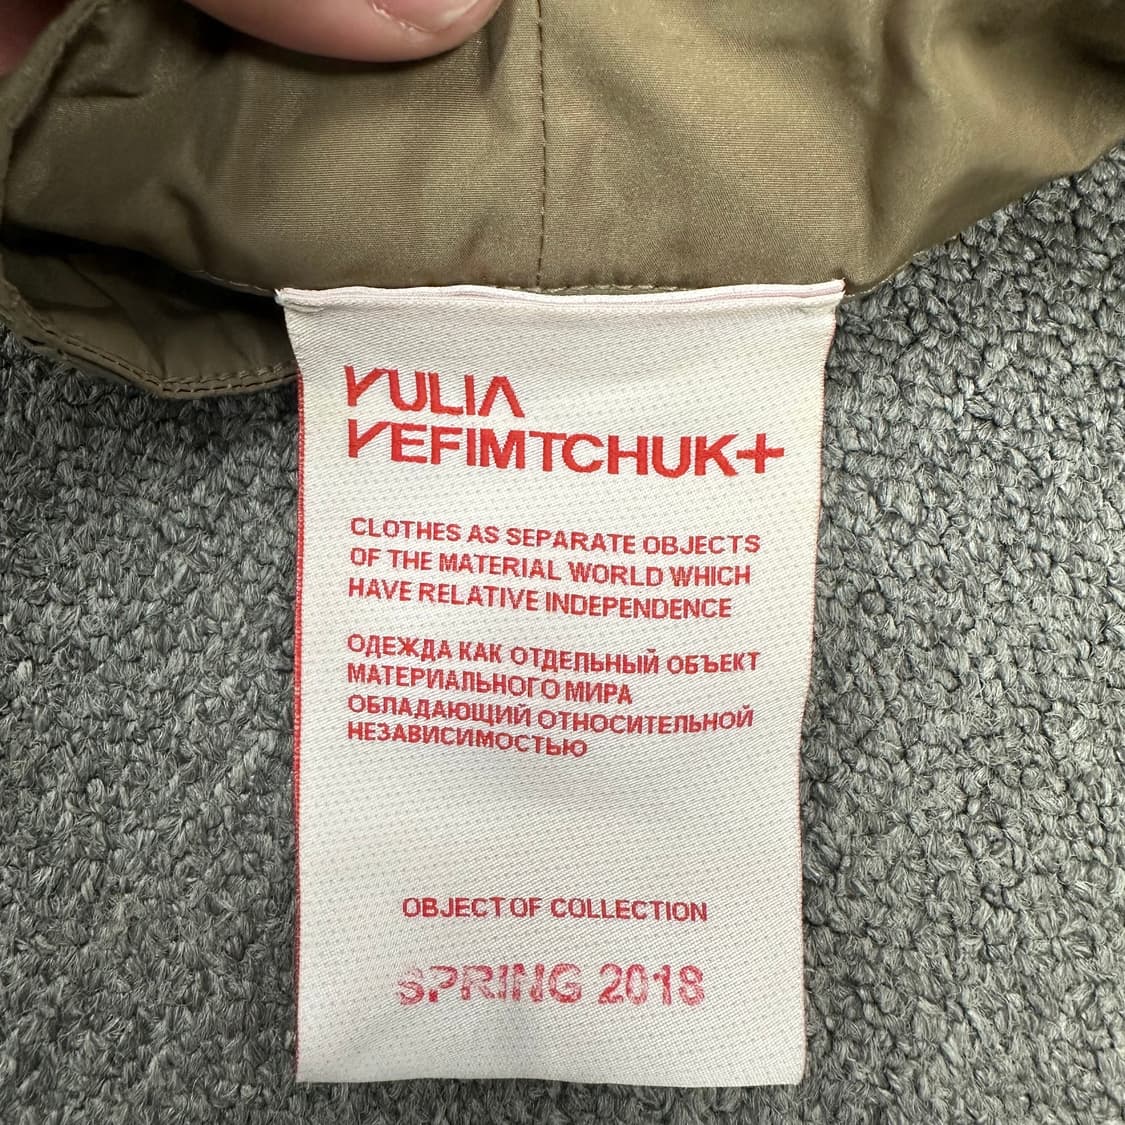 YULIA
YEFIMTCHUK+
CLOTHES AS SEPARATE OBJECTS
OF THE MATERIAL WORLD WHICH
HAVE RELATIVE INDEPENDENCE
ОДЕЖДА КАК ОТДЕЛЬНЫЙ ОБЪЕКТ
МАТЕРИАЛЬНОГО МИРА
ОБЛАДАЮЩИЙ ОТНОСИТЕЛЬНОЙ
НЕЗАВИСИМОСТЬЮ
OBJECT OF COLLECTION
SPRING 2018